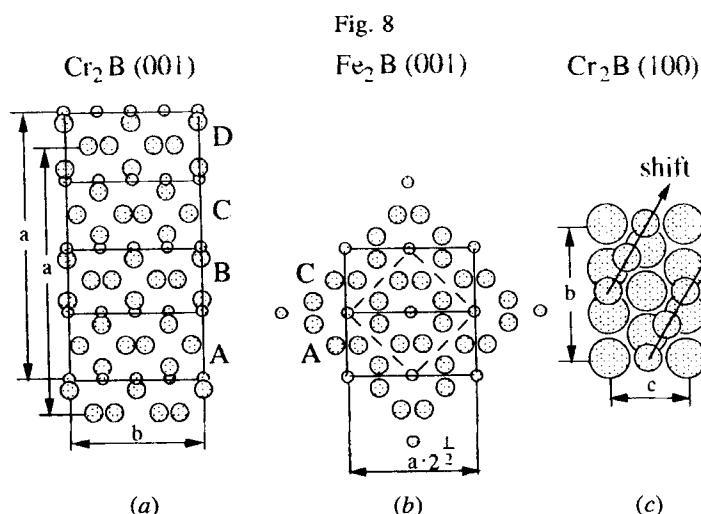 Fig. 8
Cr₂B (001)
Fe₂B (001)
Cr₂B (100)
D
C
B
A
a
a
b
C
A
a·2^{1/2}
shift
b
c
(a)
(b)
(c)